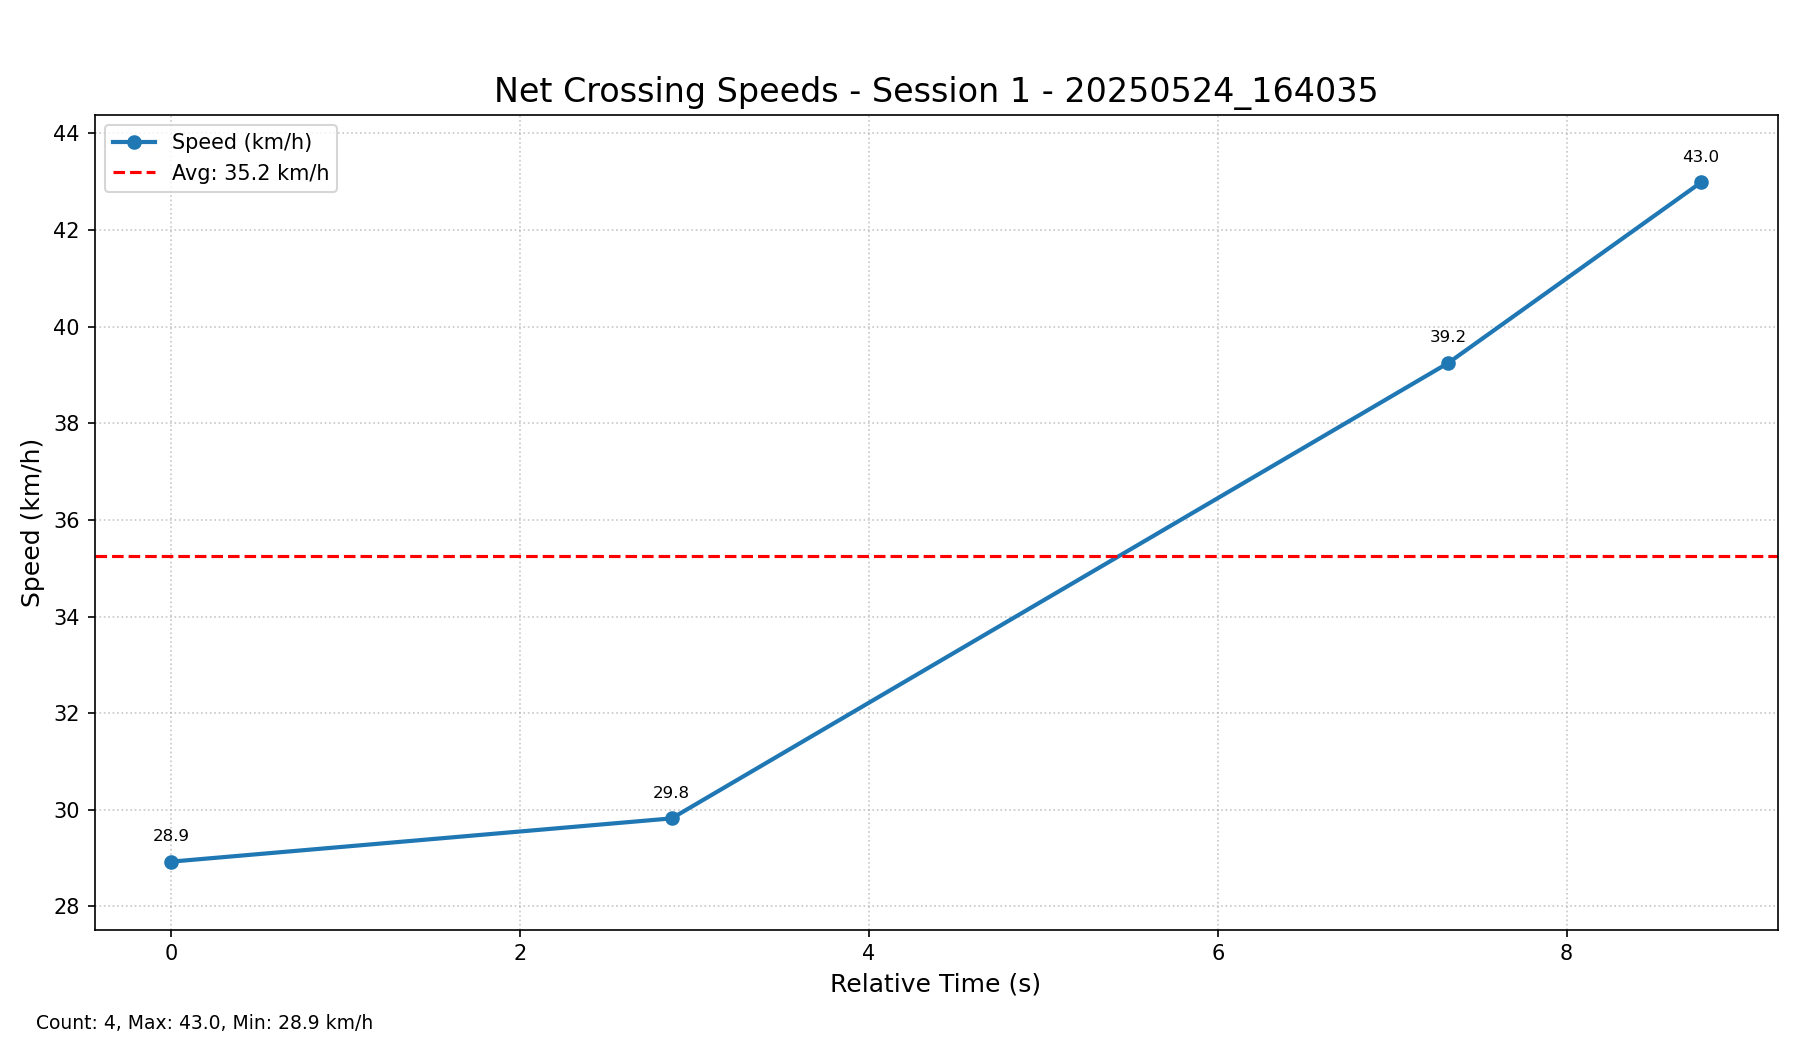 Net Crossing Speeds - Session 1 - 20250524_164035
Speed (km/h)
Avg: 35.2 km/h
44
42
40
38
36
34
32
30
28
Speed (km/h)
28.9
29.8
39.2
43.0
0 2 4 6 8
Relative Time (s)
Count: 4, Max: 43.0, Min: 28.9 km/h